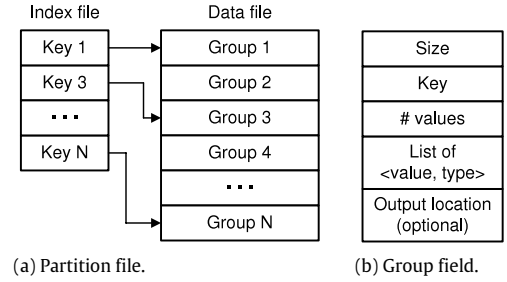 Index file
Data file
Key 1
Key 3
...
Key N
Group 1
Group 2
Group 3
Group 4
...
Group N
Size
Key
# values
List of
<value, type>
Output location
(optional)
(a) Partition file.
(b) Group field.